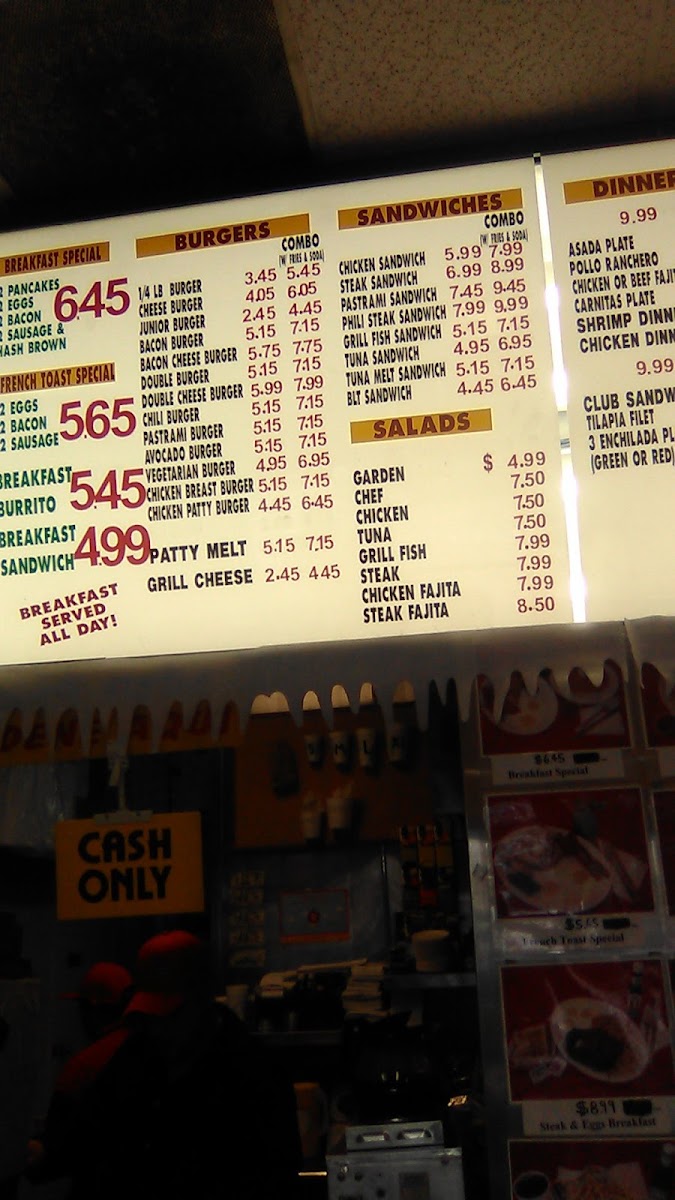 BREAKFAST SPECIAL
2 PANCAKES
2 EGGS
2 BACON
2 SAUSAGE &
HASH BROWN
6.45
FRENCH TOAST SPECIAL
2 EGGS
2 BACON
2 SAUSAGE
5.65
BREAKFAST
BURRITO 5.45
BREAKFAST
SANDWICH 4.99
BREAKFAST
SERVED
ALL DAY!
BURGERS
COMBO
(W/ FRIES & SODA)
1/4 LB BURGER 3.45 5.45
CHEESE BURGER 4.05 6.05
JUNIOR BURGER 2.45 4.45
BACON BURGER 5.15 7.15
BACON CHEESE BURGER 5.75 7.75
DOUBLE BURGER 5.15 7.15
DOUBLE CHEESE BURGER 5.99 7.99
CHILI BURGER 5.15 7.15
PASTRAMI BURGER 5.15 7.15
AVOCADO BURGER 5.15 7.15
VEGETARIAN BURGER 4.95 6.95
CHICKEN BREAST BURGER 5.15 7.15
CHICKEN PATTY BURGER 4.45 6.45
PATTY MELT 5.15 7.15
GRILL CHEESE 2.45 4.45
SANDWICHES
COMBO
(W/ FRIES & SODA)
CHICKEN SANDWICH 5.99 7.99
STEAK SANDWICH 6.99 8.99
PASTRAMI SANDWICH 7.45 9.45
PHILI STEAK SANDWICH 7.99 9.99
GRILL FISH SANDWICH 5.15 7.15
TUNA SANDWICH 4.95 6.95
TUNA MELT SANDWICH 5.15 7.15
BLT SANDWICH 4.45 6.45
SALADS
GARDEN $ 4.99
CHEF 7.50
CHICKEN 7.50
TUNA 7.50
GRILL FISH 7.99
STEAK 7.99
CHICKEN FAJITA 7.99
STEAK FAJITA 8.50
DINNER
9.99
ASADA PLATE
POLLO RANCHERO
CHICKEN OR BEEF FAJI
CARNITAS PLATE
SHRIMP DINN
CHICKEN DINN
9.99
CLUB SANDW
TILAPIA FILET
3 ENCHILADA PL
(GREEN OR RED)
CASH
ONLY
$6.45
Breakfast Special
$5.65
French Toast Special
$8.99
Steak & Eggs Breakfast